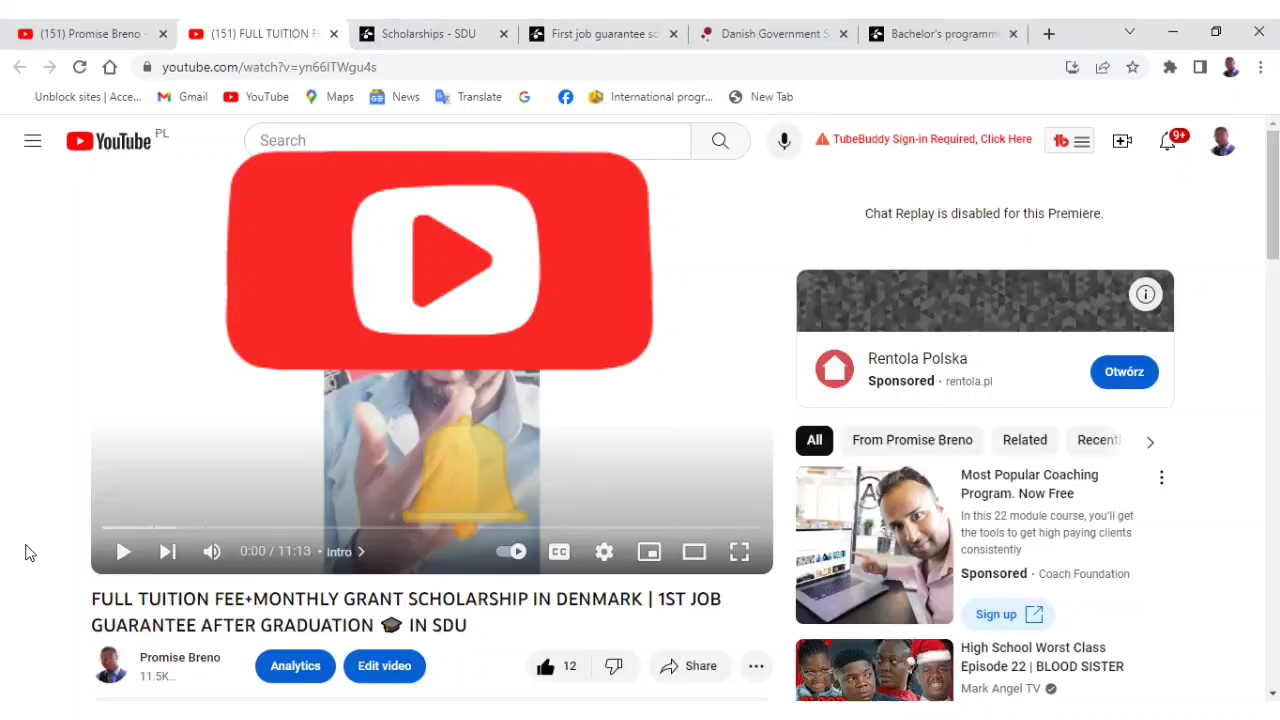 (151) Promise Breno -
(151) FULL TUITION F
Scholarships - SDU
First job guarantee sc
Danish Government S
Bachelor's programm
youtube.com/watch?v=yn66lTWgu4s
Unblock sites | Acce...
Gmail
YouTube
Maps
News
Translate
International progr...
New Tab
YouTube PL
Search
TubeBuddy Sign-in Required, Click Here
tb
9+
Chat Replay is disabled for this Premiere.
Rentola Polska
Sponsored · rentola.pl
Otwórz
All
From Promise Breno
Related
Recent
Most Popular Coaching
Program. Now Free
In this 22 module course, you'll get
the tools to get high paying clients
consistently
Sponsored · Coach Foundation
Sign up
0:00 / 11:13 • Intro
CC
FULL TUITION FEE+MONTHLY GRANT SCHOLARSHIP IN DENMARK | 1ST JOB
GUARANTEE AFTER GRADUATION 🎓 IN SDU
Promise Breno
11.5K...
Analytics
Edit video
12
Share
High School Worst Class
Episode 22 | BLOOD SISTER
Mark Angel TV